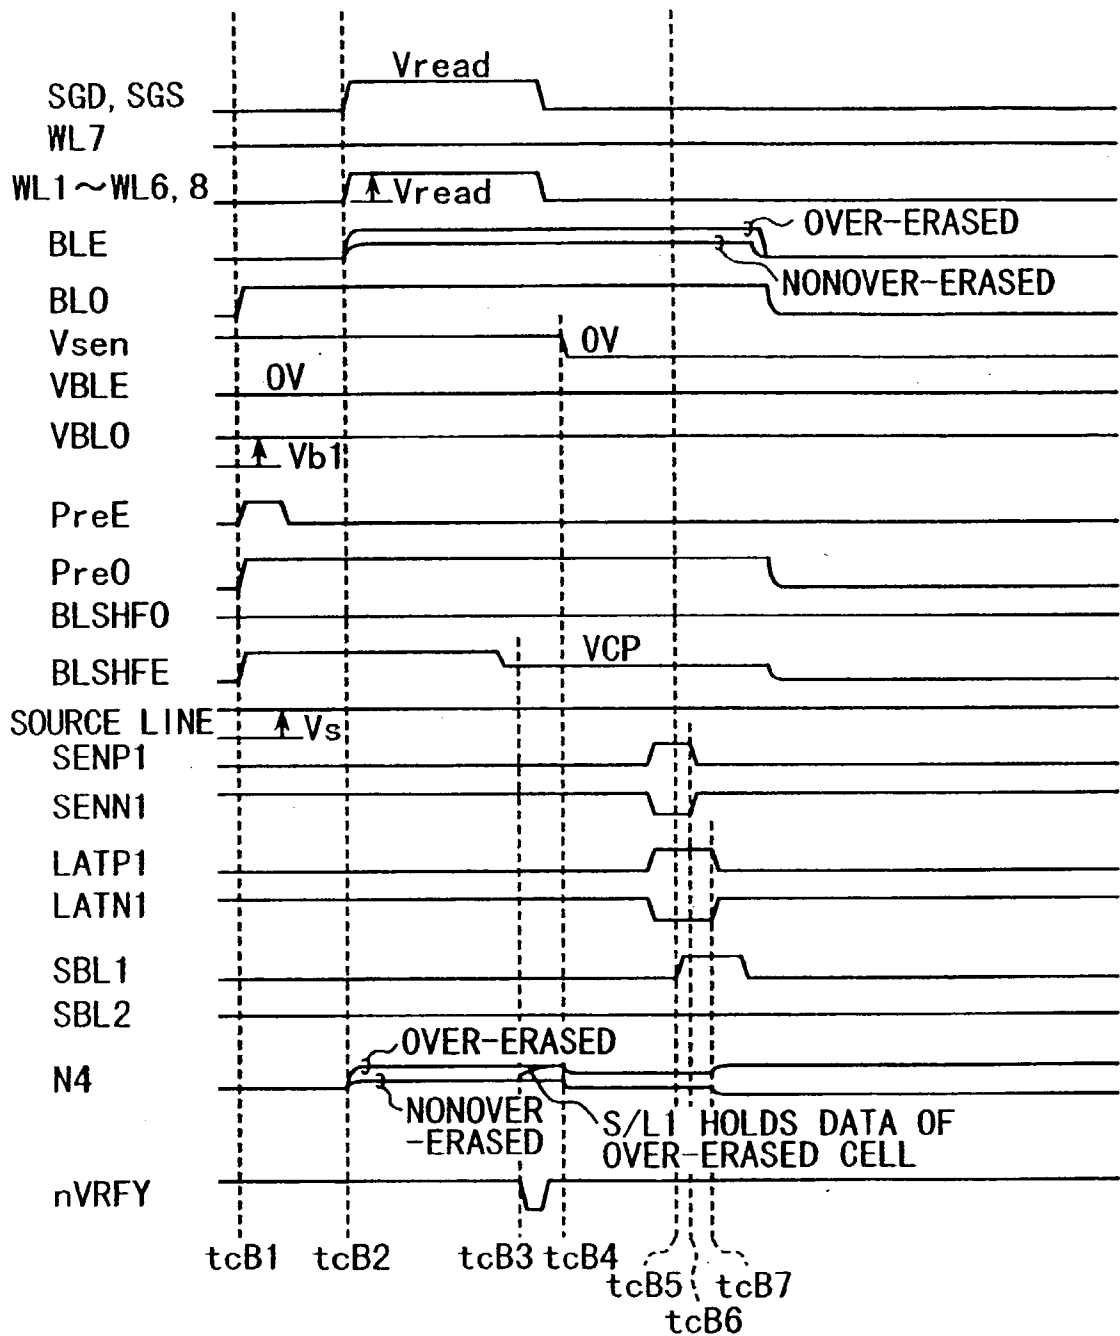 Vread
SGD, SGS
WL7
WL1～WL6, 8
Vread
OVER-ERASED
BLE
NONOVER-ERASED
BLO
Vsen
0V
VBLE
0V
VBLO
Vb1
PreE
PreO
BLSHFO
BLSHFE
VCP
SOURCE LINE
Vs
SENP1
SENN1
LATP1
LATN1
SBL1
SBL2
OVER-ERASED
N4
NONOVER
-ERASED
S/L1 HOLDS DATA OF
OVER-ERASED CELL
nVRFY
tcB1
tcB2
tcB3
tcB4
tcB5
tcB7
tcB6